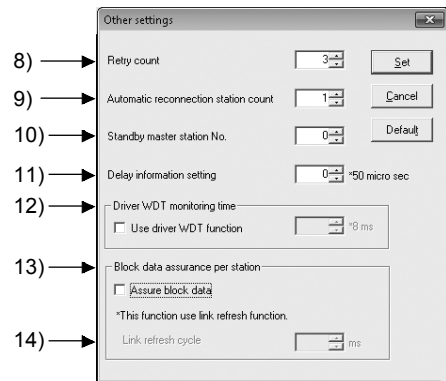 Other settings
8) Retry count 3 Set
9) Automatic reconnection station count 1 Cancel
10) Standby master station No. 0 Default
11) Delay information setting 0 *50 micro sec
12) Driver WDT monitoring time
Use driver WDT function *8 ms
13) Block data assurance per station
Assure block data
*This function use link refresh function.
14) Link refresh cycle ms